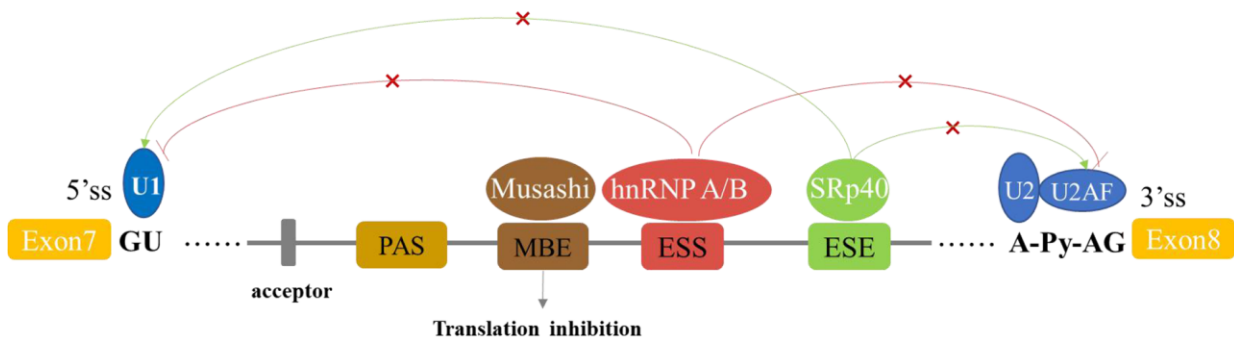 Musashi
hnRNP A/B
SRp40
5’ss
U1
U2
U2AF
3’ss
Exon7
GU
......
PAS
MBE
ESS
ESE
......
A-Py-AG
Exon8
acceptor
Translation inhibition